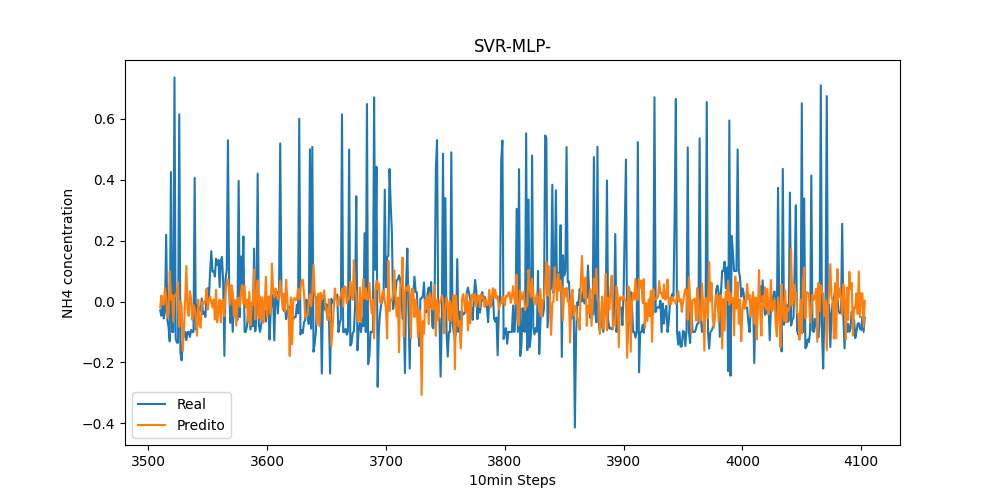 SVR-MLP-
NH4 concentration
0.6
0.4
0.2
0.0
−0.2
−0.4
Real
Predito
3500 3600 3700 3800 3900 4000 4100
10min Steps